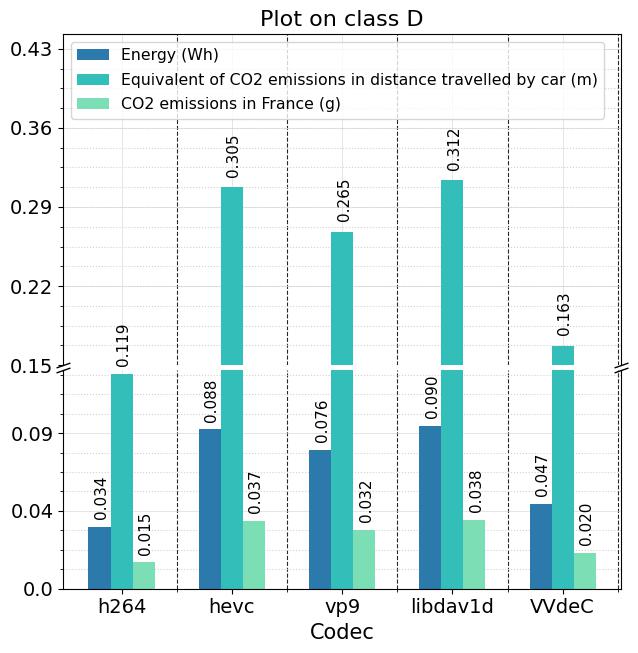 Plot on class D
Energy (Wh)
Equivalent of CO2 emissions in distance travelled by car (m)
CO2 emissions in France (g)
0.43
0.36
0.29
0.22
0.15
0.15
0.09
0.04
0.0
0.034
0.119
0.015
0.088
0.305
0.037
0.076
0.265
0.032
0.090
0.312
0.038
0.047
0.163
0.020
h264
hevc
vp9
libdav1d
VVdeC
Codec